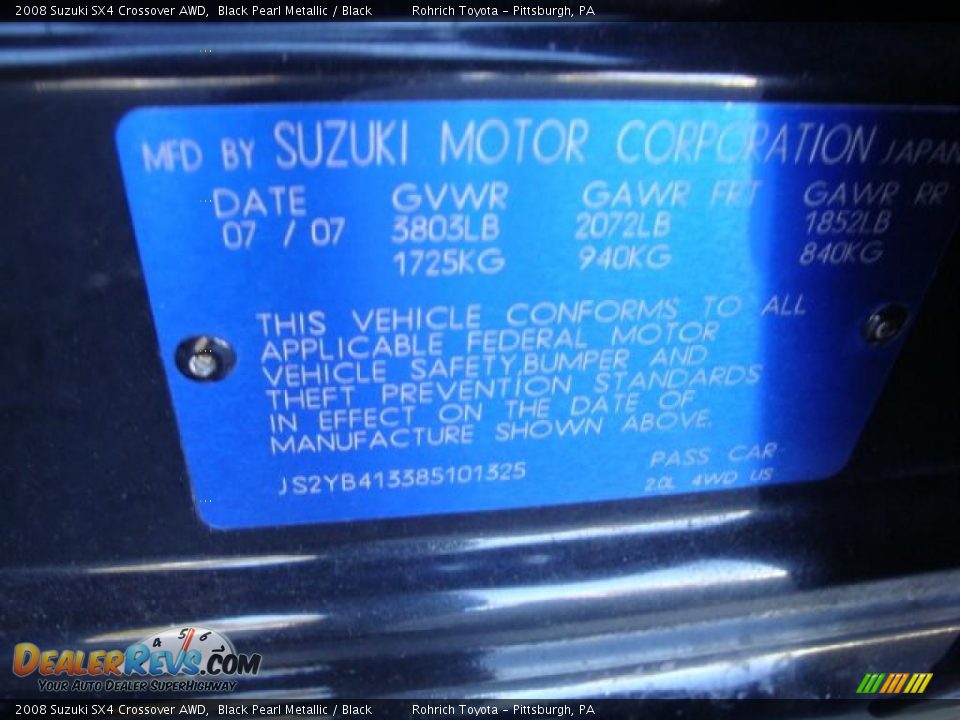 2008 Suzuki SX4 Crossover AWD, Black Pearl Metallic / Black Rohrich Toyota - Pittsburgh, PA
MFD BY SUZUKI MOTOR CORPORATION JAPAN
DATE GVWR GAWR FRT GAWR RR
07 / 07 3803LB 2072LB 1852LB
1725KG 940KG 840KG
THIS VEHICLE CONFORMS TO ALL
APPLICABLE FEDERAL MOTOR
VEHICLE SAFETY, BUMPER AND
THEFT PREVENTION STANDARDS
IN EFFECT ON THE DATE OF
MANUFACTURE SHOWN ABOVE.
JS2YB413385101325 PASS CAR
2.0L 4WD US
4 5 6
DealerRevs.com
Your Auto Dealer SuperHighway
2008 Suzuki SX4 Crossover AWD, Black Pearl Metallic / Black Rohrich Toyota - Pittsburgh, PA